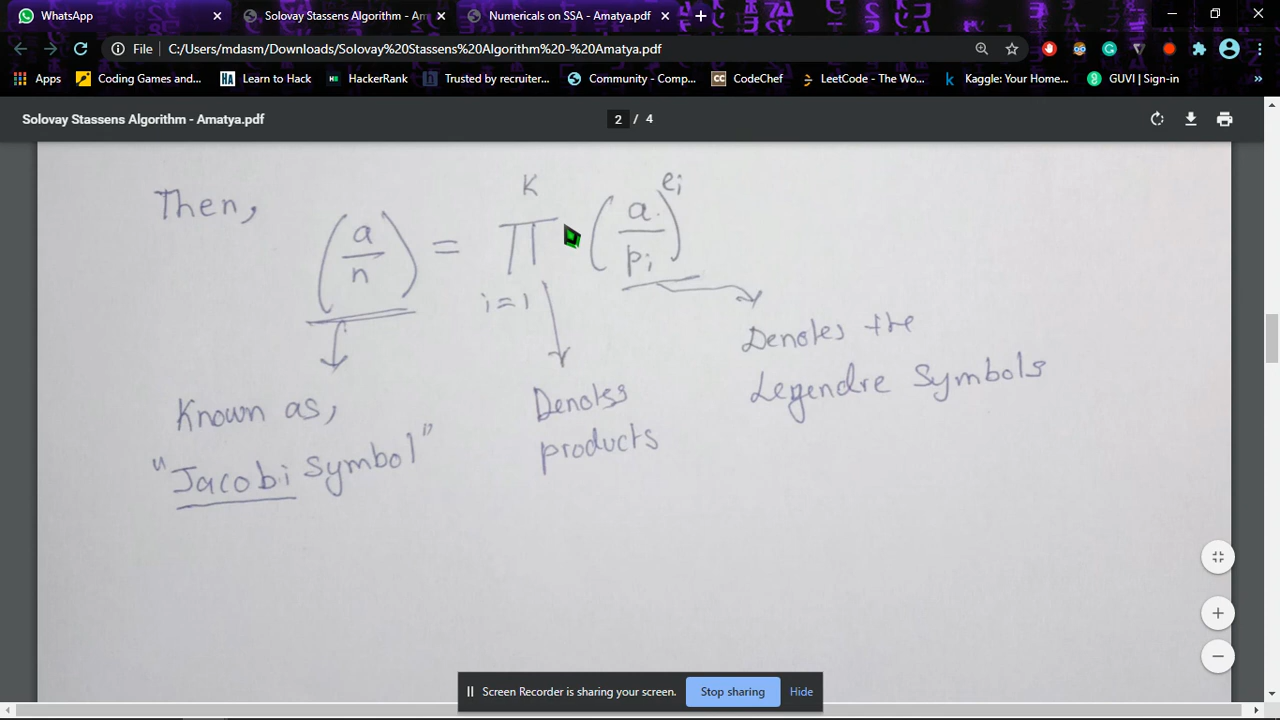 WhatsApp
Solovay Stassens Algorithm - Am
Numericals on SSA - Amatya.pdf
File
C:/Users/mdasm/Downloads/Solovay%20Stassens%20Algorithm%20-%20Amatya.pdf
Apps
Coding Games and...
Learn to Hack
HackerRank
Trusted by recruiter...
Community - Comp...
CodeChef
LeetCode - The Wo...
Kaggle: Your Home...
GUVI | Sign-in
»
Solovay Stassens Algorithm - Amatya.pdf
2 / 4
Then, (a/n) = ∏ K i=1 (a/pi)^ei
Denotes the
Legendre Symbols
Known as,
"Jacobi Symbol"
Denotes
products
Screen Recorder is sharing your screen.
Stop sharing
Hide